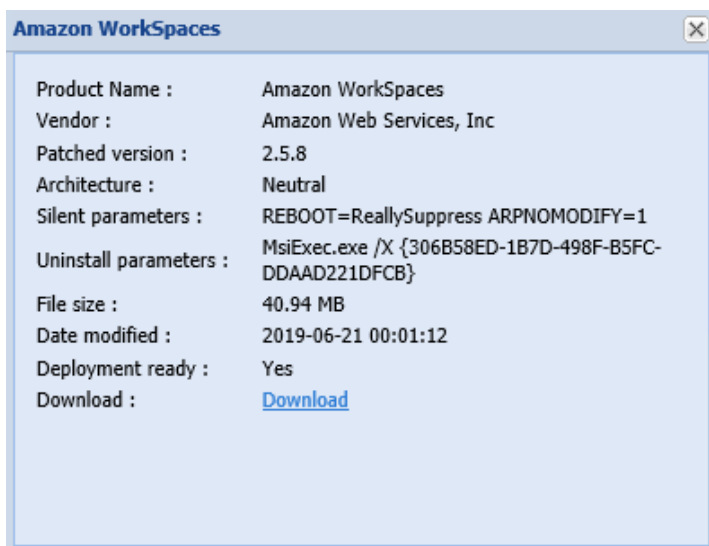 Amazon WorkSpaces
Product Name : Amazon WorkSpaces
Vendor : Amazon Web Services, Inc
Patched version : 2.5.8
Architecture : Neutral
Silent parameters : REBOOT=ReallySuppress ARPNOMODIFY=1
Uninstall parameters : MsiExec.exe /X {306B58ED-1B7D-498F-B5FC-
DDAAD221DFCB}
File size : 40.94 MB
Date modified : 2019-06-21 00:01:12
Deployment ready : Yes
Download : Download